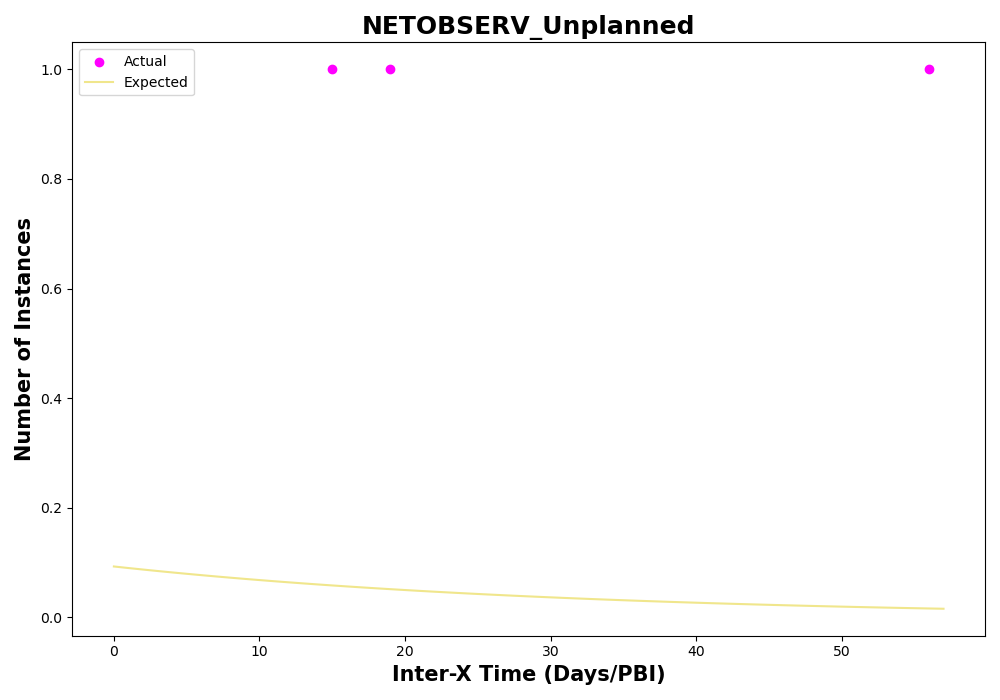 NETOBSERV_Unplanned
Actual
Expected
Number of Instances
1.0
0.8
0.6
0.4
0.2
0.0
0
10
20
30
40
50
Inter-X Time (Days/PBI)